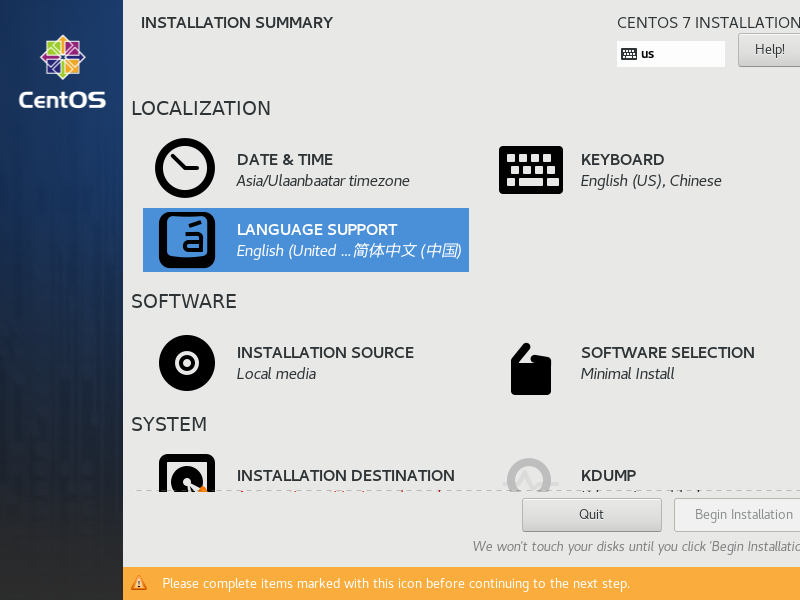 INSTALLATION SUMMARY
CENTOS 7 INSTALLATION
us
Help!
CentOS
LOCALIZATION
DATE & TIME
Asia/Ulaanbaatar timezone
KEYBOARD
English (US), Chinese
LANGUAGE SUPPORT
English (United ...简体中文 (中国)
SOFTWARE
INSTALLATION SOURCE
Local media
SOFTWARE SELECTION
Minimal Install
SYSTEM
INSTALLATION DESTINATION
KDUMP
Quit
Begin Installation
We won't touch your disks until you click 'Begin
Please complete items marked with this icon before continuing to the next step.